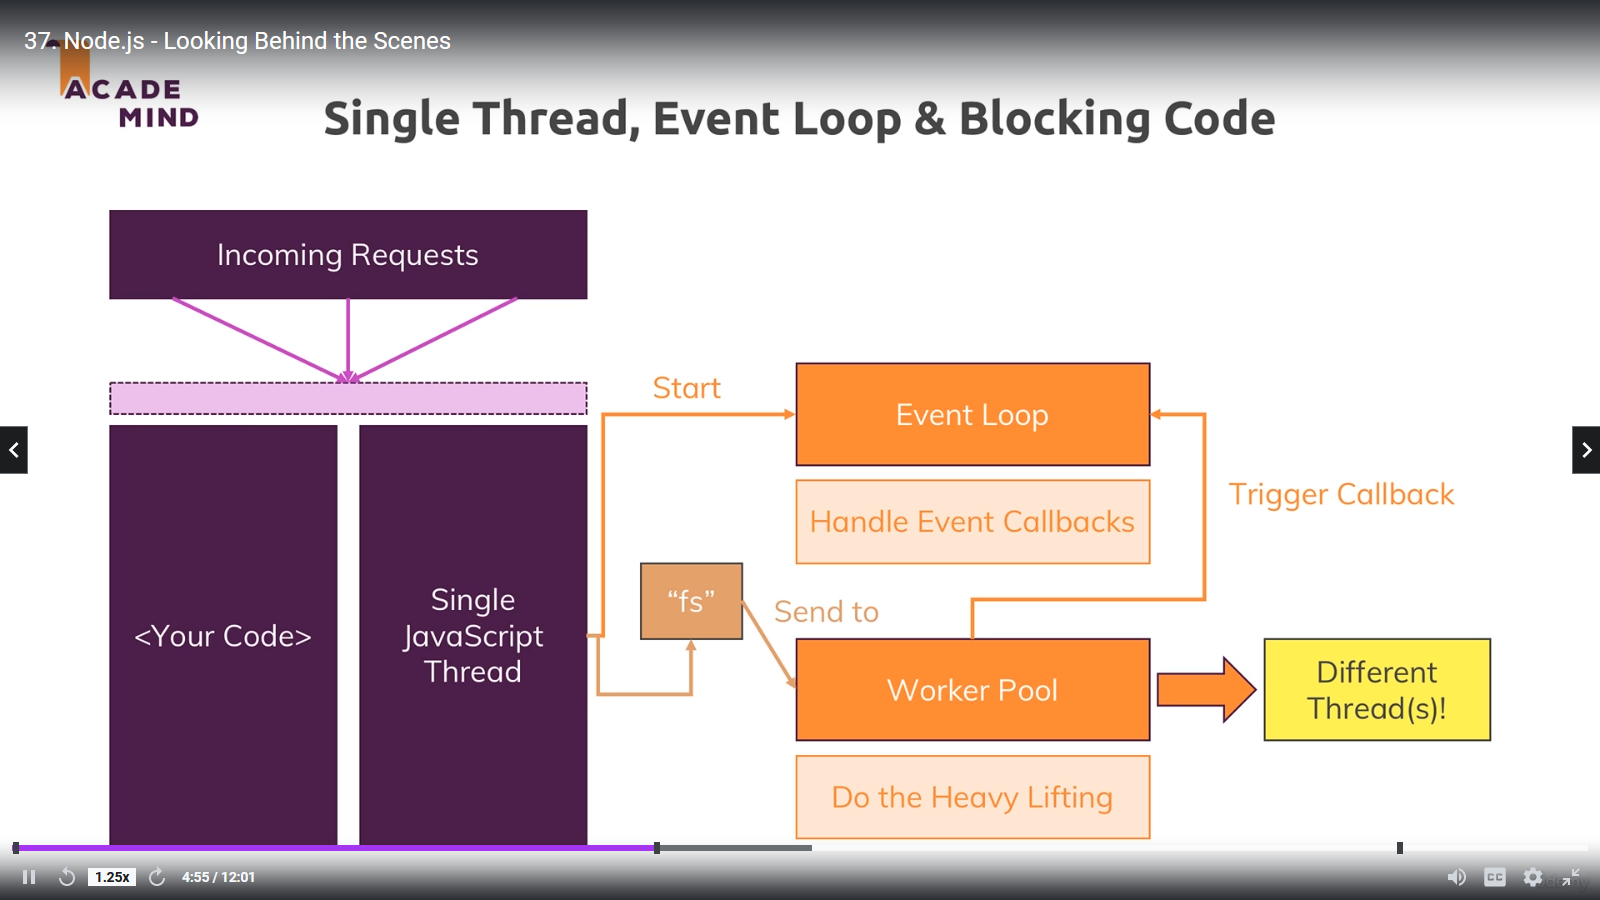 37. Node.js - Looking Behind the Scenes
ACADE
MIND
Single Thread, Event Loop & Blocking Code
Incoming Requests
Start
Event Loop
Trigger Callback
Handle Event Callbacks
<Your Code>
Single
JavaScript
Thread
“fs”
Send to
Worker Pool
Different
Thread(s)!
Do the Heavy Lifting
1.25x
4:55 / 12:01
CC